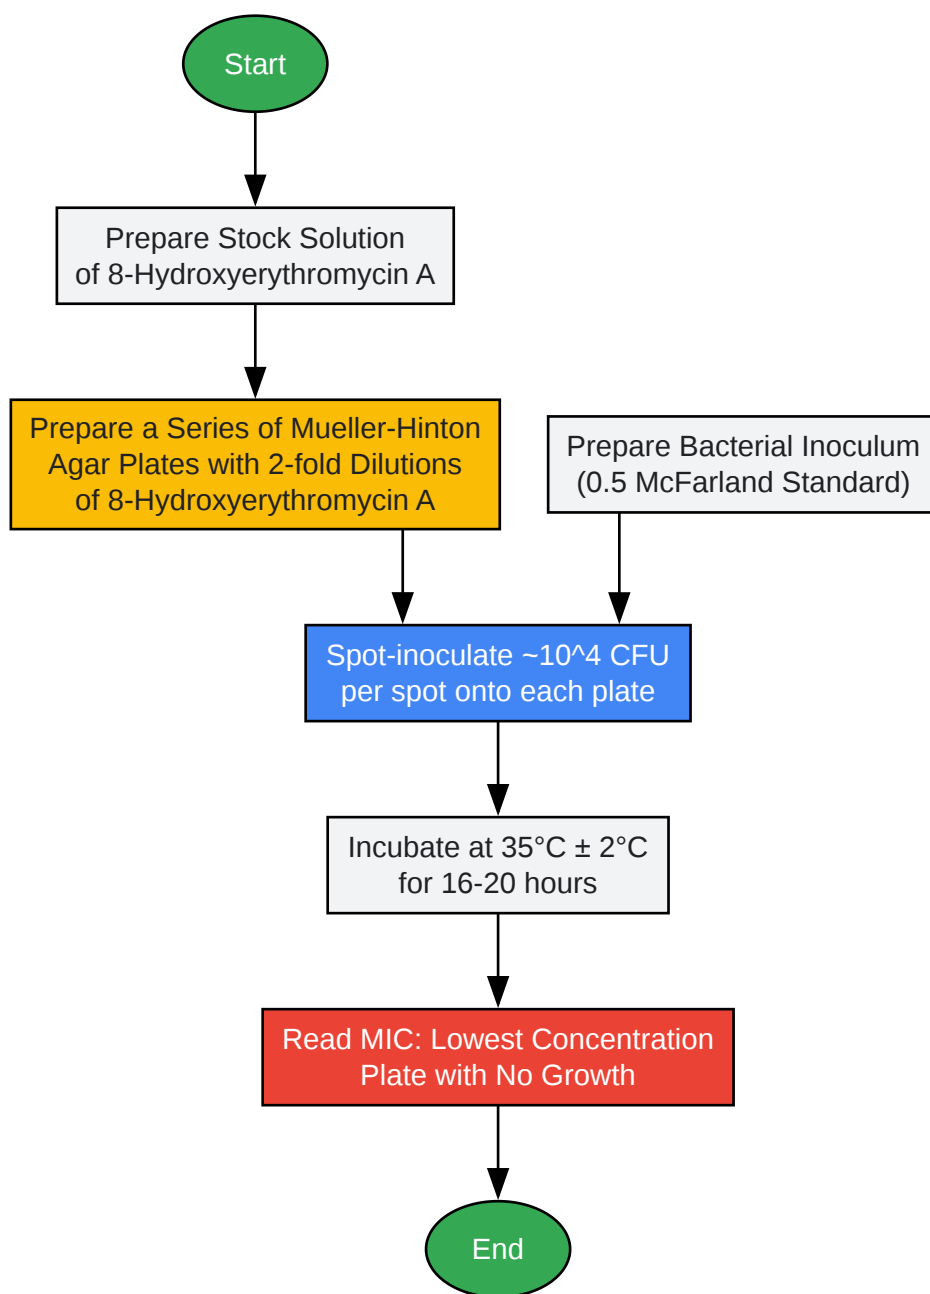 Start
Prepare Stock Solution
of 8-Hydroxyerythromycin A
Prepare a Series of Mueller-Hinton
Agar Plates with 2-fold Dilutions
of 8-Hydroxyerythromycin A
Prepare Bacterial Inoculum
(0.5 McFarland Standard)
Spot-inoculate ~10^4 CFU
per spot onto each plate
Incubate at 35°C ± 2°C
for 16-20 hours
Read MIC: Lowest Concentration
Plate with No Growth
End